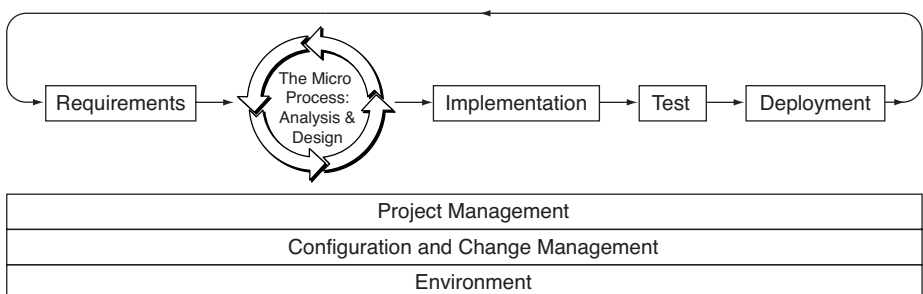 Requirements
The Micro
Process:
Analysis &
Design
Implementation
Test
Deployment
Project Management
Configuration and Change Management
Environment